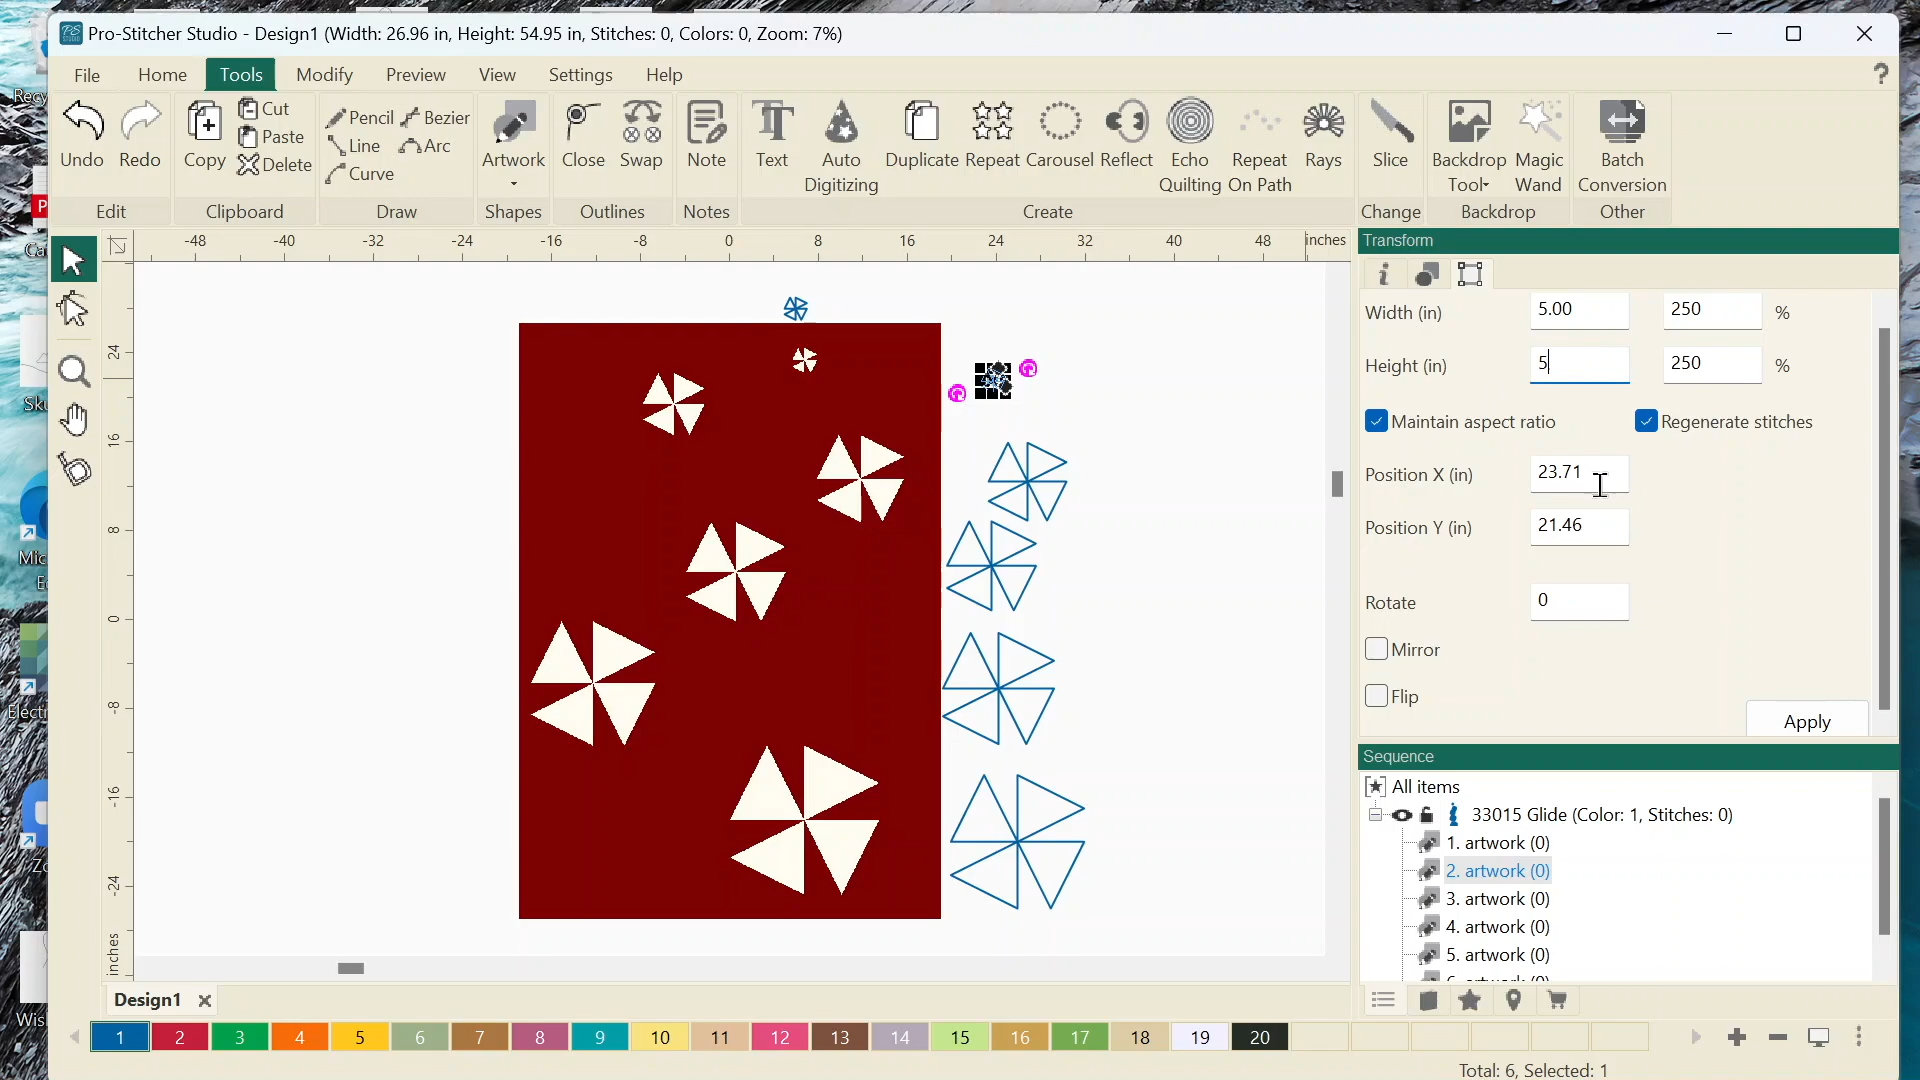 Pro-Stitcher Studio - Design1 (Width: 26.96 in, Height: 54.95 in, Stitches: 0, Colors: 0, Zoom: 7%)
File Home Tools Modify Preview View Settings Help ?
Undo Redo Copy Cut Paste Delete
Pencil Bezier
Line Arc
Curve
Artwork Close Swap Note Text Auto Digitizing Duplicate Repeat Carousel Reflect Echo Quilting Repeat On Path Rays Slice Backdrop Tool Magic Wand Batch Conversion
Edit Clipboard Draw Shapes Outlines Notes Create Change Backdrop Other
-48 -40 -32 -24 -16 -8 0 8 16 24 32 40 48 inches
24
16
8
0
-8
-16
-24
inches
Transform
Width (in) 5.00 250 %
Height (in) 5 250 %
Maintain aspect ratio Regenerate stitches
Position X (in) 23.71
Position Y (in) 21.46
Rotate 0
Mirror
Flip
Apply
Sequence
All items
33015 Glide (Color: 1, Stitches: 0)
1. artwork (0)
2. artwork (0)
3. artwork (0)
4. artwork (0)
5. artwork (0)
Design1
1 2 3 4 5 6 7 8 9 10 11 12 13 14 15 16 17 18 19 20
Total: 6, Selected: 1